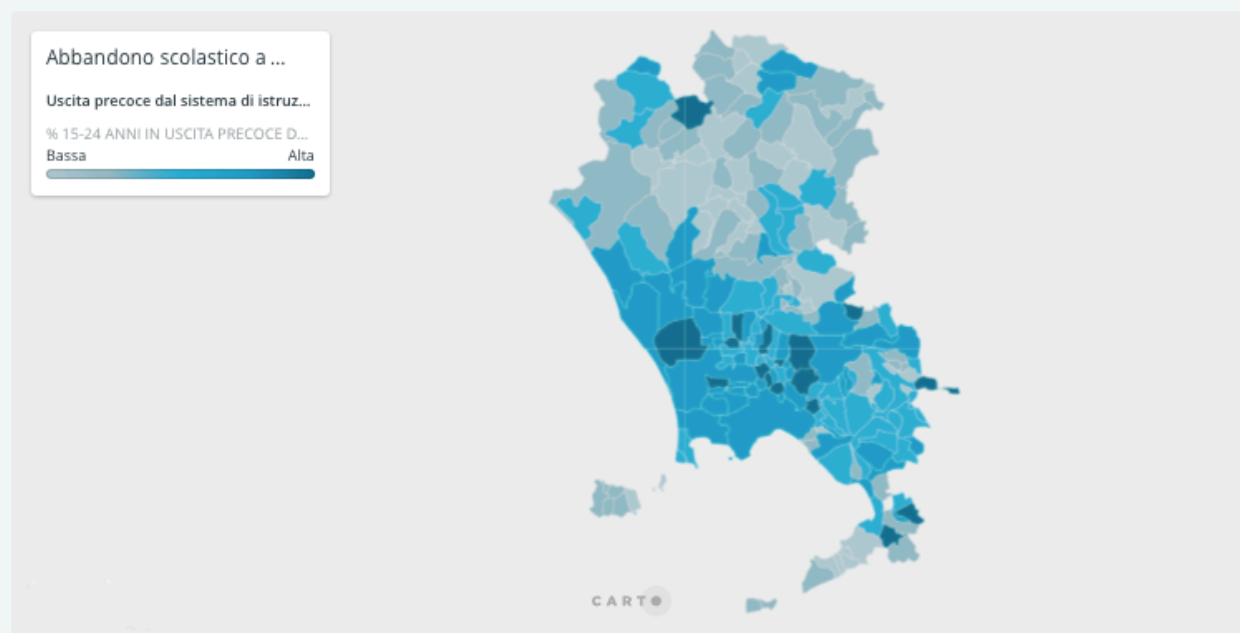 Abbandono scolastico a ...
Uscita precoce dal sistema di istruz...
% 15-24 ANNI IN USCITA PRECOCE D...
Bassa Alta
CARTO